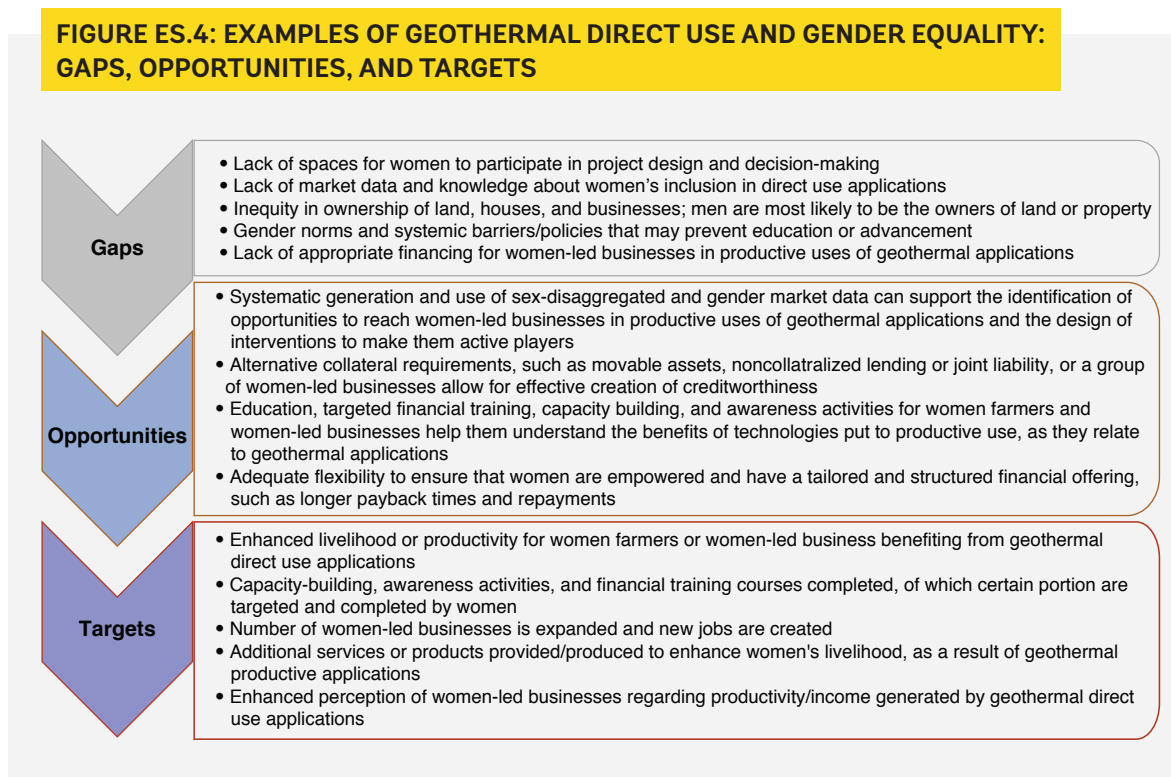 FIGURE ES.4: EXAMPLES OF GEOTHERMAL DIRECT USE AND GENDER EQUALITY:
GAPS, OPPORTUNITIES, AND TARGETS
Gaps
• Lack of spaces for women to participate in project design and decision-making
• Lack of market data and knowledge about women's inclusion in direct use applications
• Inequity in ownership of land, houses, and businesses; men are most likely to be the owners of land or property
• Gender norms and systemic barriers/policies that may prevent education or advancement
• Lack of appropriate financing for women-led businesses in productive uses of geothermal applications
Opportunities
• Systematic generation and use of sex-disaggregated and gender market data can support the identification of
opportunities to reach women-led businesses in productive uses of geothermal applications and the design of
interventions to make them active players
• Alternative collateral requirements, such as movable assets, noncollatralized lending or joint liability, or a group
of women-led businesses allow for effective creation of creditworthiness
• Education, targeted financial training, capacity building, and awareness activities for women farmers and
women-led businesses help them understand the benefits of technologies put to productive use, as they relate
to geothermal applications
• Adequate flexibility to ensure that women are empowered and have a tailored and structured financial offering,
such as longer payback times and repayments
Targets
• Enhanced livelihood or productivity for women farmers or women-led business benefiting from geothermal
direct use applications
• Capacity-building, awareness activities, and financial training courses completed, of which certain portion are
targeted and completed by women
• Number of women-led businesses is expanded and new jobs are created
• Additional services or products provided/produced to enhance women's livelihood, as a result of geothermal
productive applications
• Enhanced perception of women-led businesses regarding productivity/income generated by geothermal direct
use applications